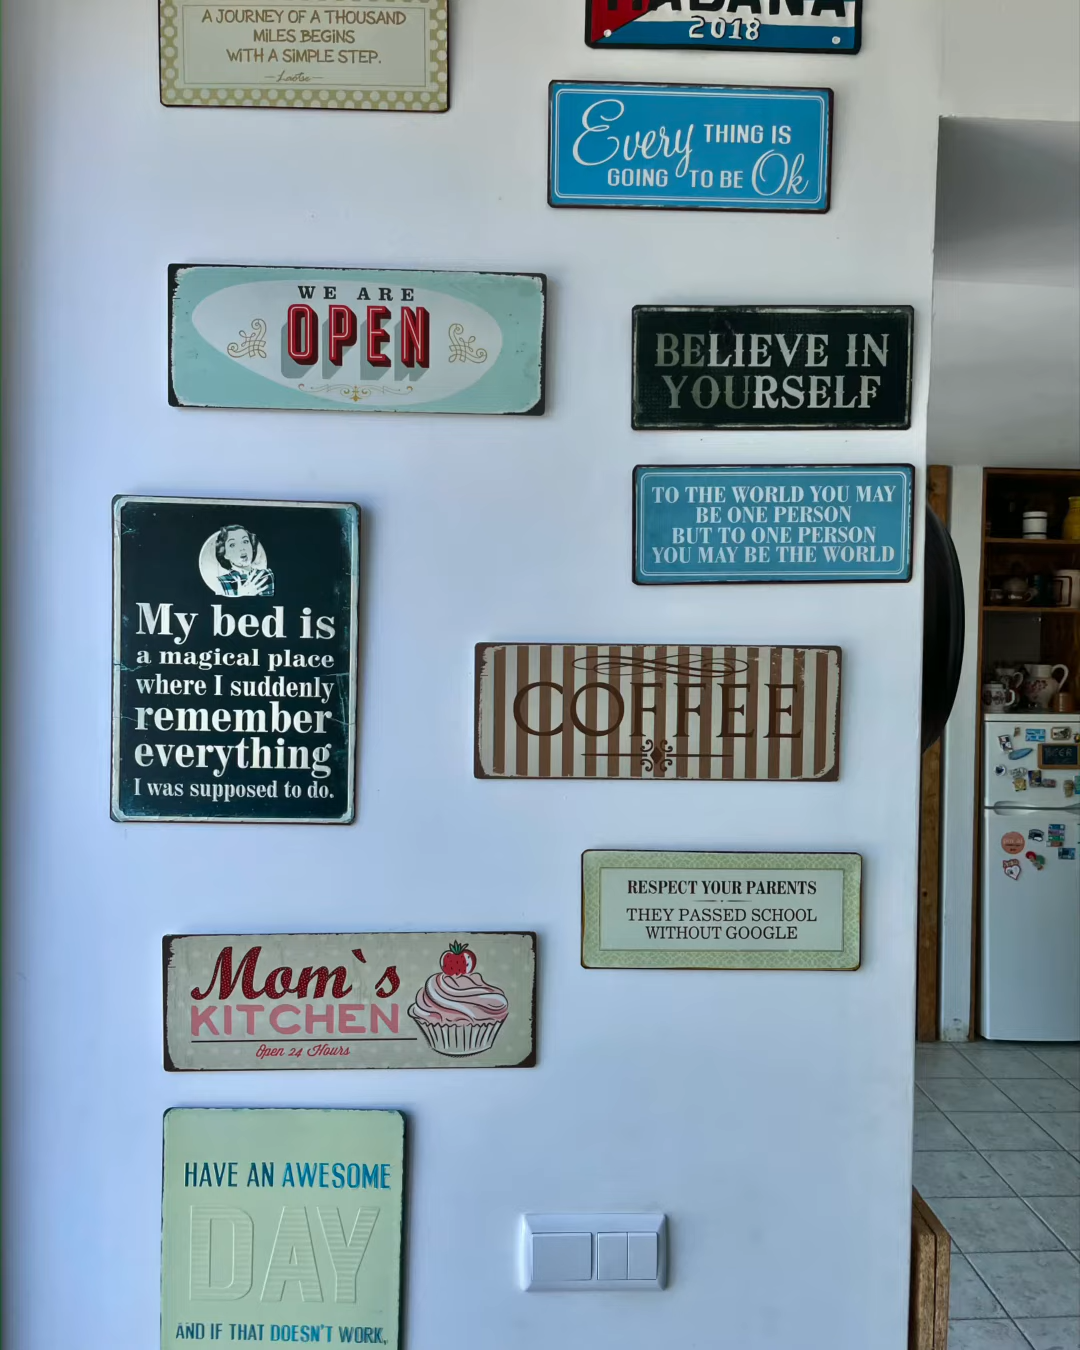 A JOURNEY OF A THOUSAND
MILES BEGINS
WITH A SIMPLE STEP.
HABANA
2018
Every THING IS
GOING TO BE Ok
WE ARE
OPEN
BELIEVE IN
YOURSELF
TO THE WORLD YOU MAY
BE ONE PERSON
BUT TO ONE PERSON
YOU MAY BE THE WORLD
My bed is
a magical place
where I suddenly
remember
everything
I was supposed to do.
COFFEE
RESPECT YOUR PARENTS
THEY PASSED SCHOOL
WITHOUT GOOGLE
Mom`s
KITCHEN
Open 24 Hours
HAVE AN AWESOME
DAY
AND IF THAT DOESN'T WORK,